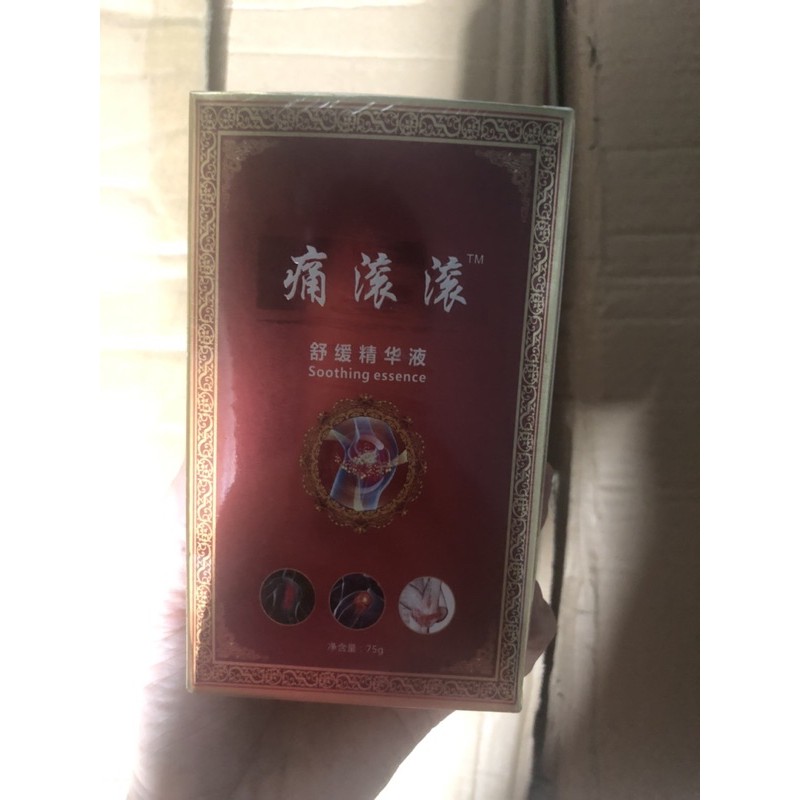 痛滚滚™
舒缓精华液
Soothing essence
净含量：75g